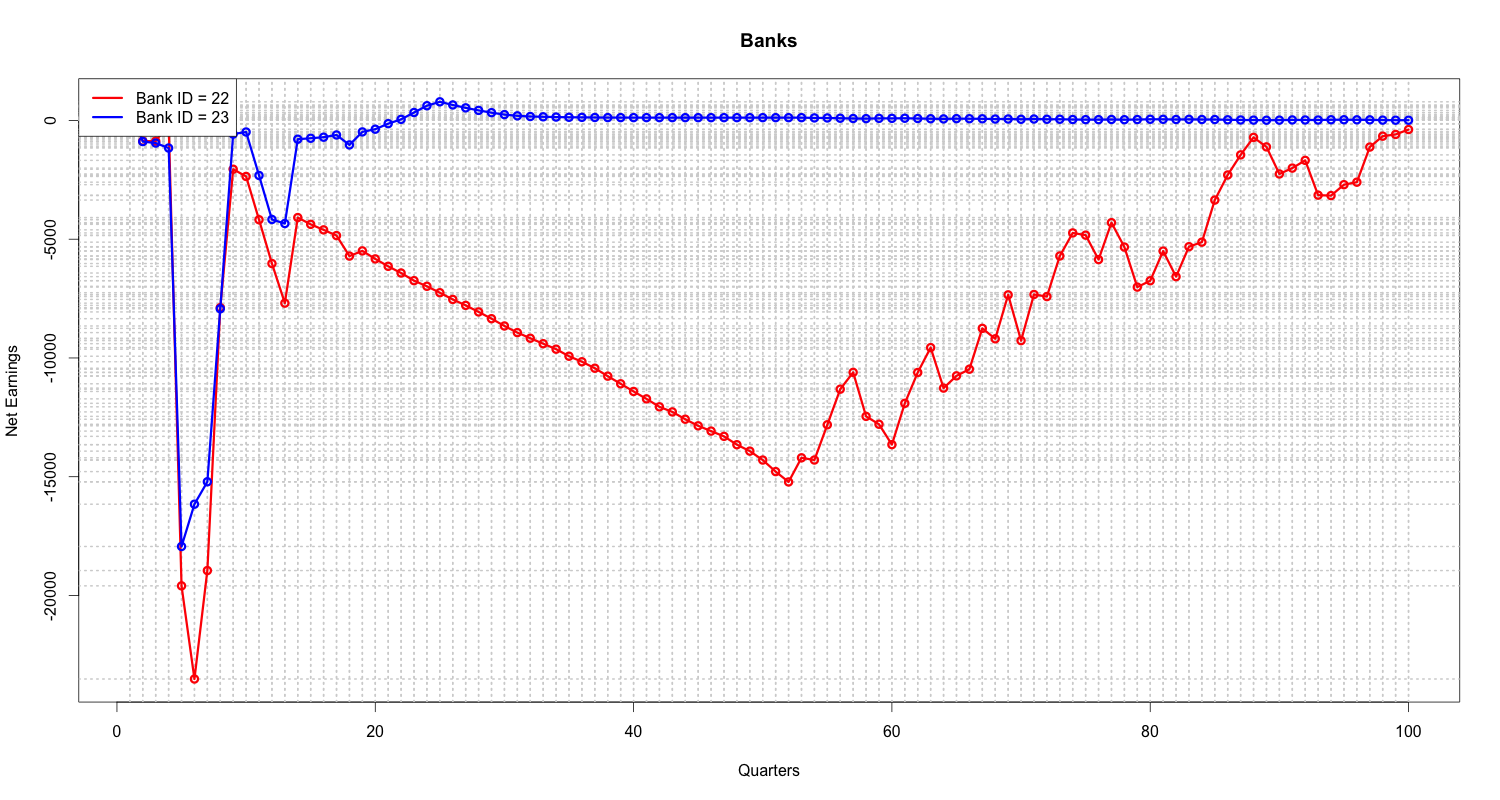 Banks
Bank ID = 22
Bank ID = 23
Net Earnings
0
-5000
-10000
-15000
-20000
0 20 40 60 80 100
Quarters